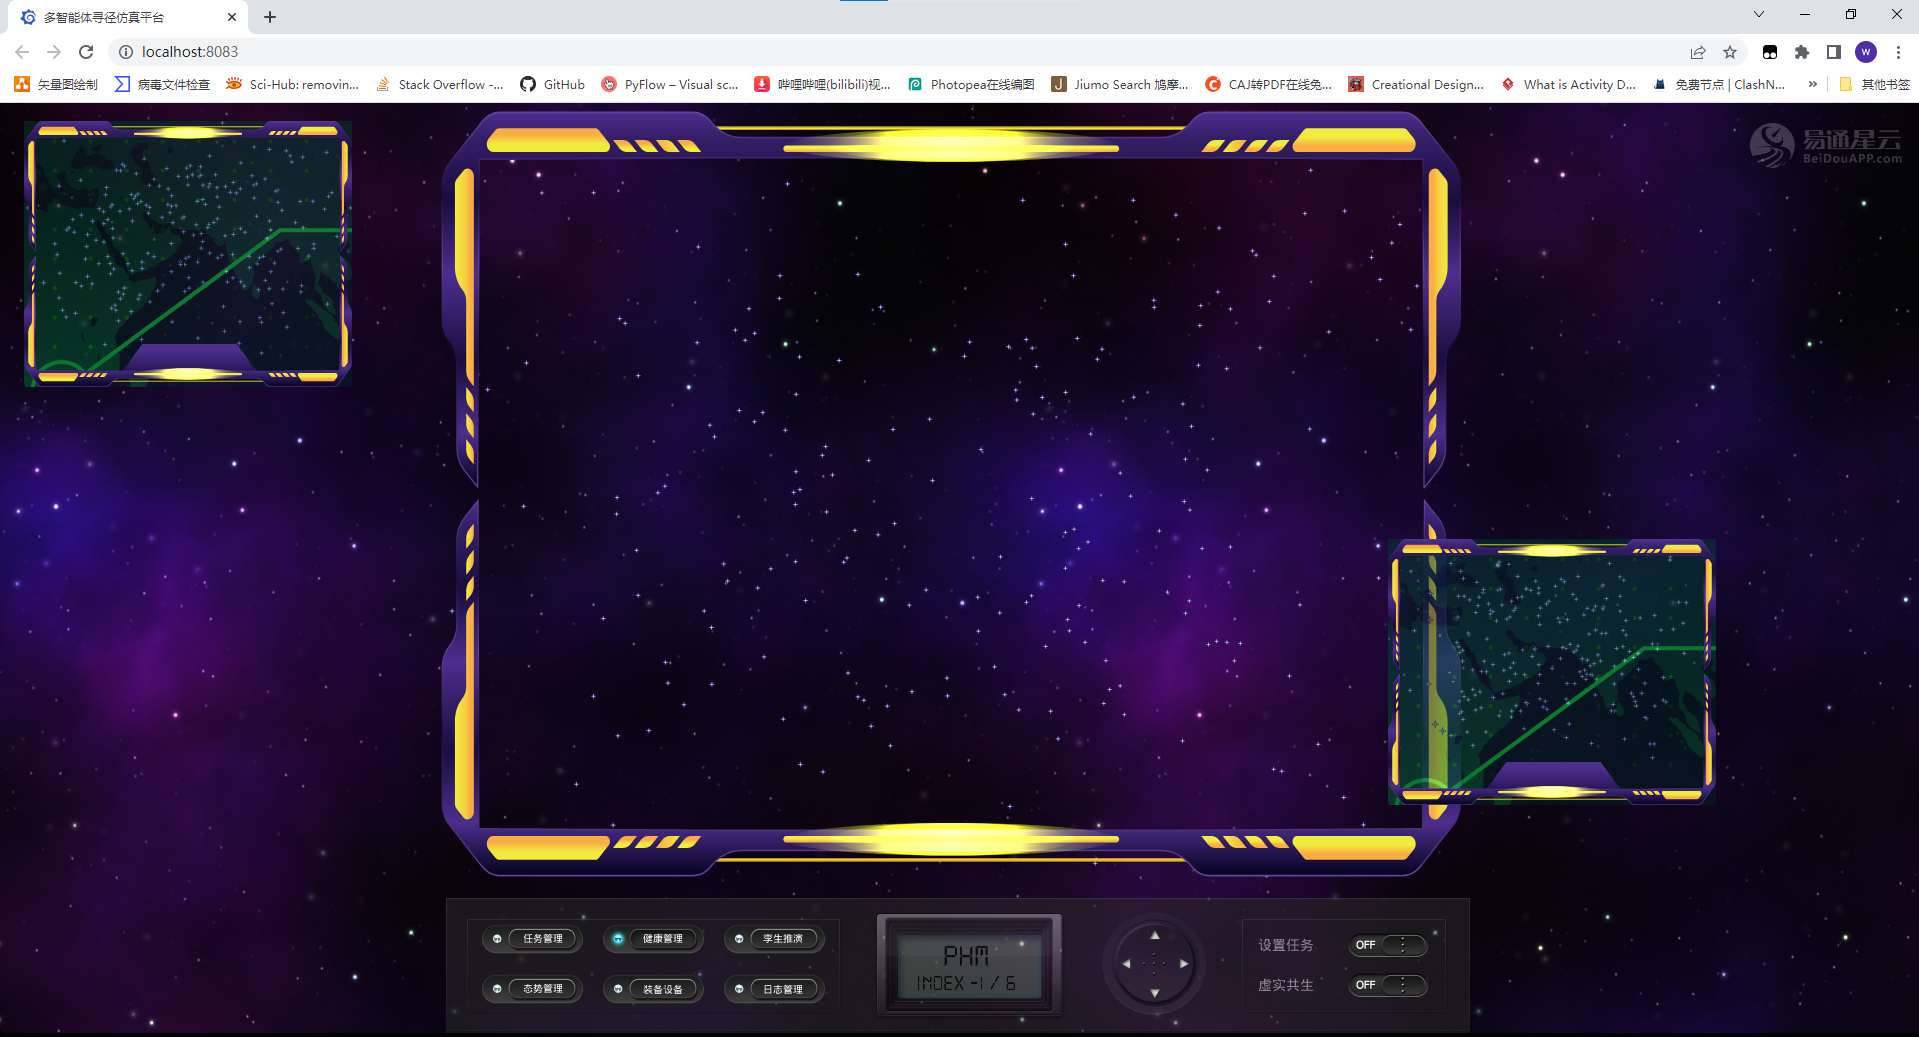 多智能体寻径仿真平台
localhost:8083
W
矢量图绘制
病毒文件检查
Sci-Hub: removin...
Stack Overflow -...
GitHub
PyFlow – Visual sc...
哔哩哔哩(bilibili)视...
Photopea在线编图
Jiumo Search 鸠摩...
CAJ转PDF在线免...
Creational Design...
What is Activity D...
免费节点 | ClashN...
»
其他书签
易通星云
BeiDouAPP.com
任务管理
健康管理
孪生推演
态势管理
装备设备
日志管理
PHM
INDEX -1 / 6
设置任务
OFF
虚实共生
OFF